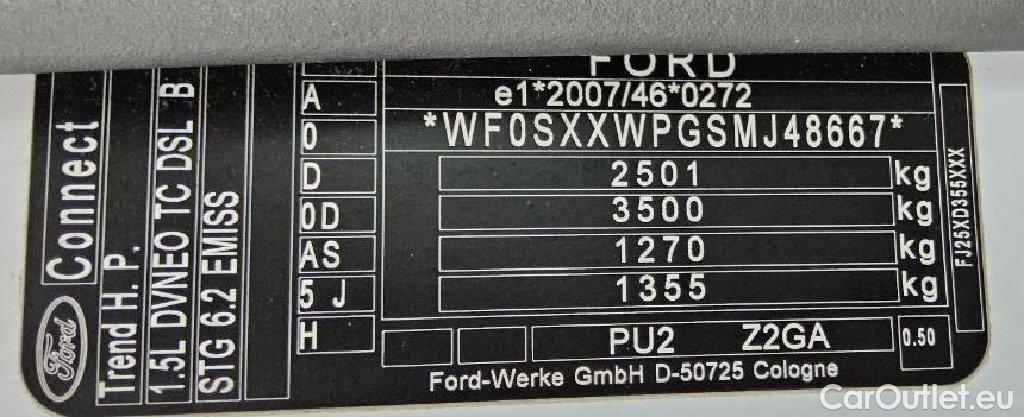 Connect
Trend H. P.
1.5L DVNEO TC DSL B
STG 6.2 EMISS
Ford
A
0
D
0D
AS
5 J
H
FORD
e1*2007/46*0272
*WF0SXXWPGSMJ48667*
2501 kg
3500 kg
1270 kg
1355 kg
PU2 Z2GA 0.50
Ford-Werke GmbH D-50725 Cologne
FJ25XD355XXX
CarOutlet.eu